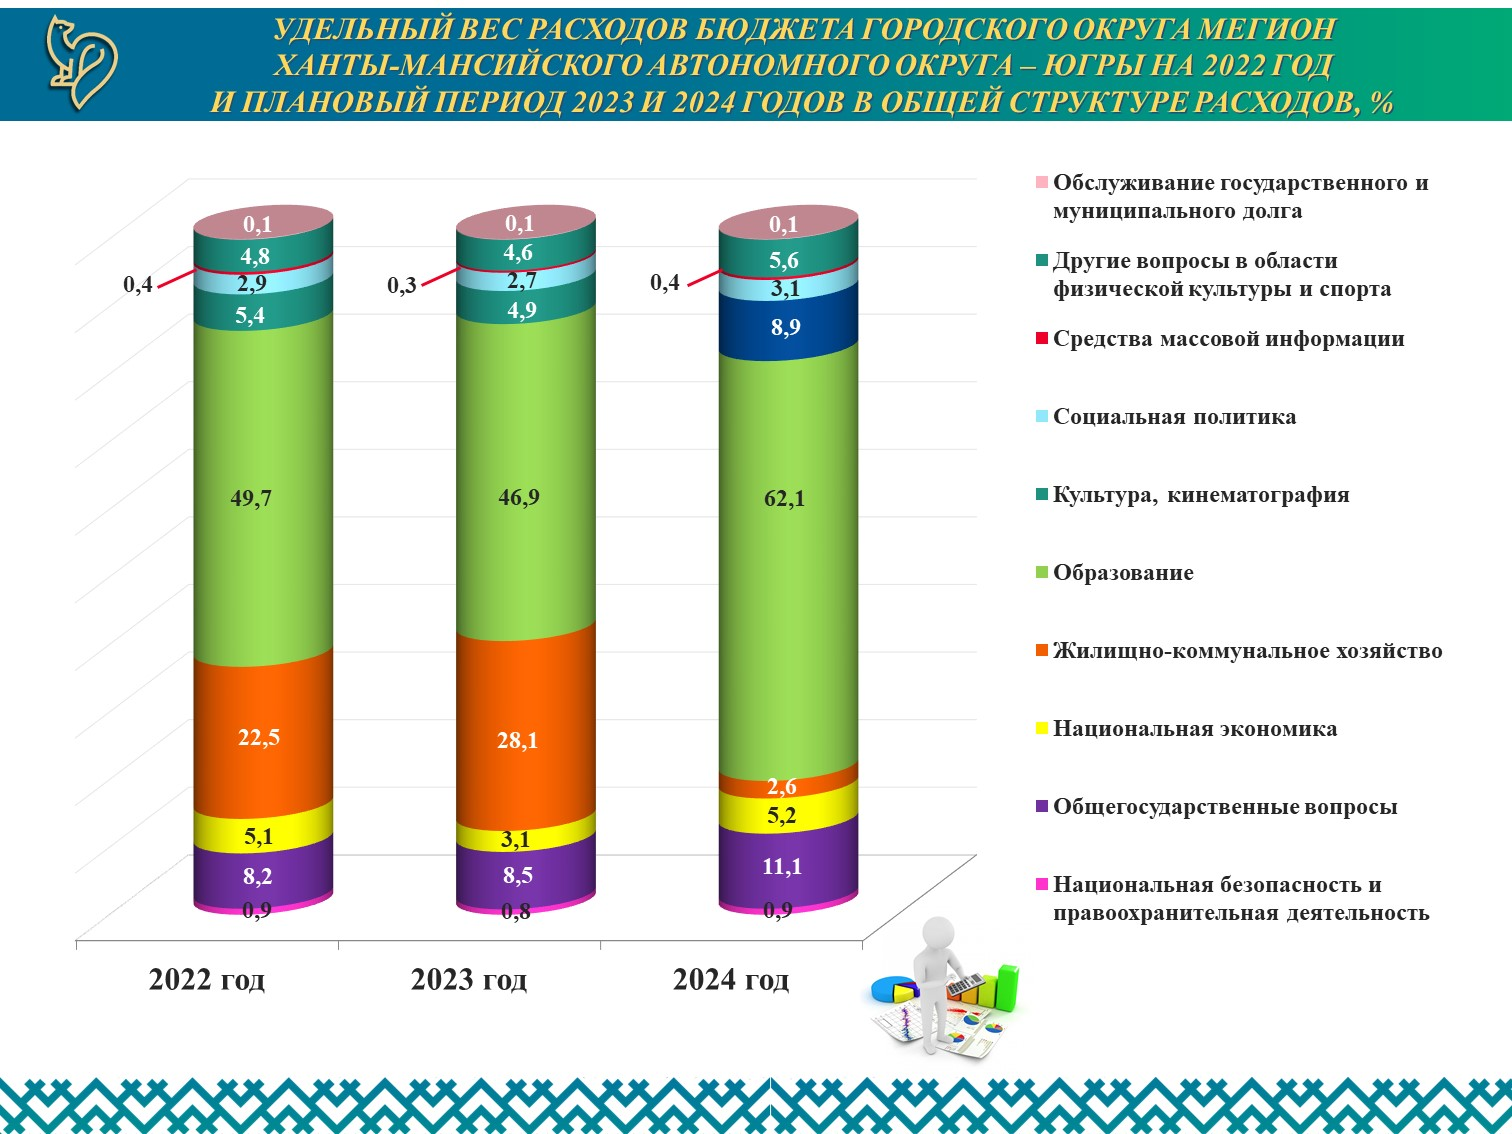 УДЕЛЬНЫЙ ВЕС РАСХОДОВ БЮДЖЕТА ГОРОДСКОГО ОКРУГА МЕГИОН
ХАНТЫ-МАНСИЙСКОГО АВТОНОМНОГО ОКРУГА – ЮГРЫ НА 2022 ГОД
И ПЛАНОВЫЙ ПЕРИОД 2023 И 2024 ГОДОВ В ОБЩЕЙ СТРУКТУРЕ РАСХОДОВ, %
0,1
4,8
0,4
2,9
5,4
49,7
22,5
5,1
8,2
0,9
2022 год
0,1
4,6
0,3
2,7
4,9
46,9
28,1
3,1
8,5
0,8
2023 год
0,1
5,6
0,4
3,1
8,9
62,1
2,6
5,2
11,1
0,9
2024 год
Обслуживание государственного и
муниципального долга
Другие вопросы в области
физической культуры и спорта
Средства массовой информации
Социальная политика
Культура, кинематография
Образование
Жилищно-коммунальное хозяйство
Национальная экономика
Общегосударственные вопросы
Национальная безопасность и
правоохранительная деятельность